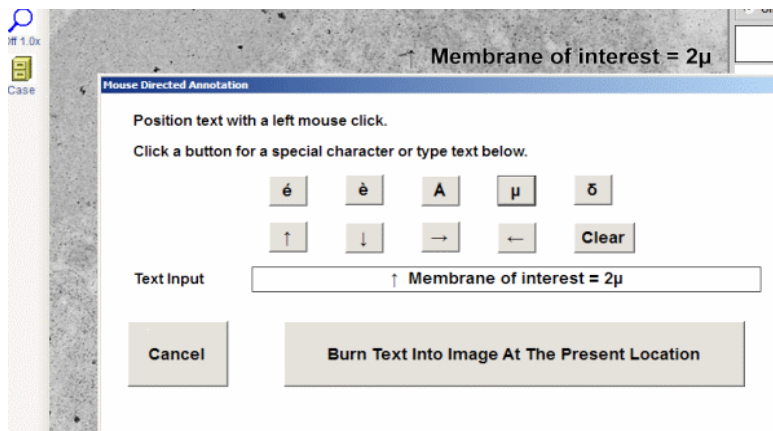 Off 1.0x
Case
↑ Membrane of interest = 2µ
Mouse Directed Annotation
Position text with a left mouse click.
Click a button for a special character or type text below.
é è Å µ δ
↑ ↓ → ← Clear
Text Input ↑ Membrane of interest = 2µ
Cancel Burn Text Into Image At The Present Location